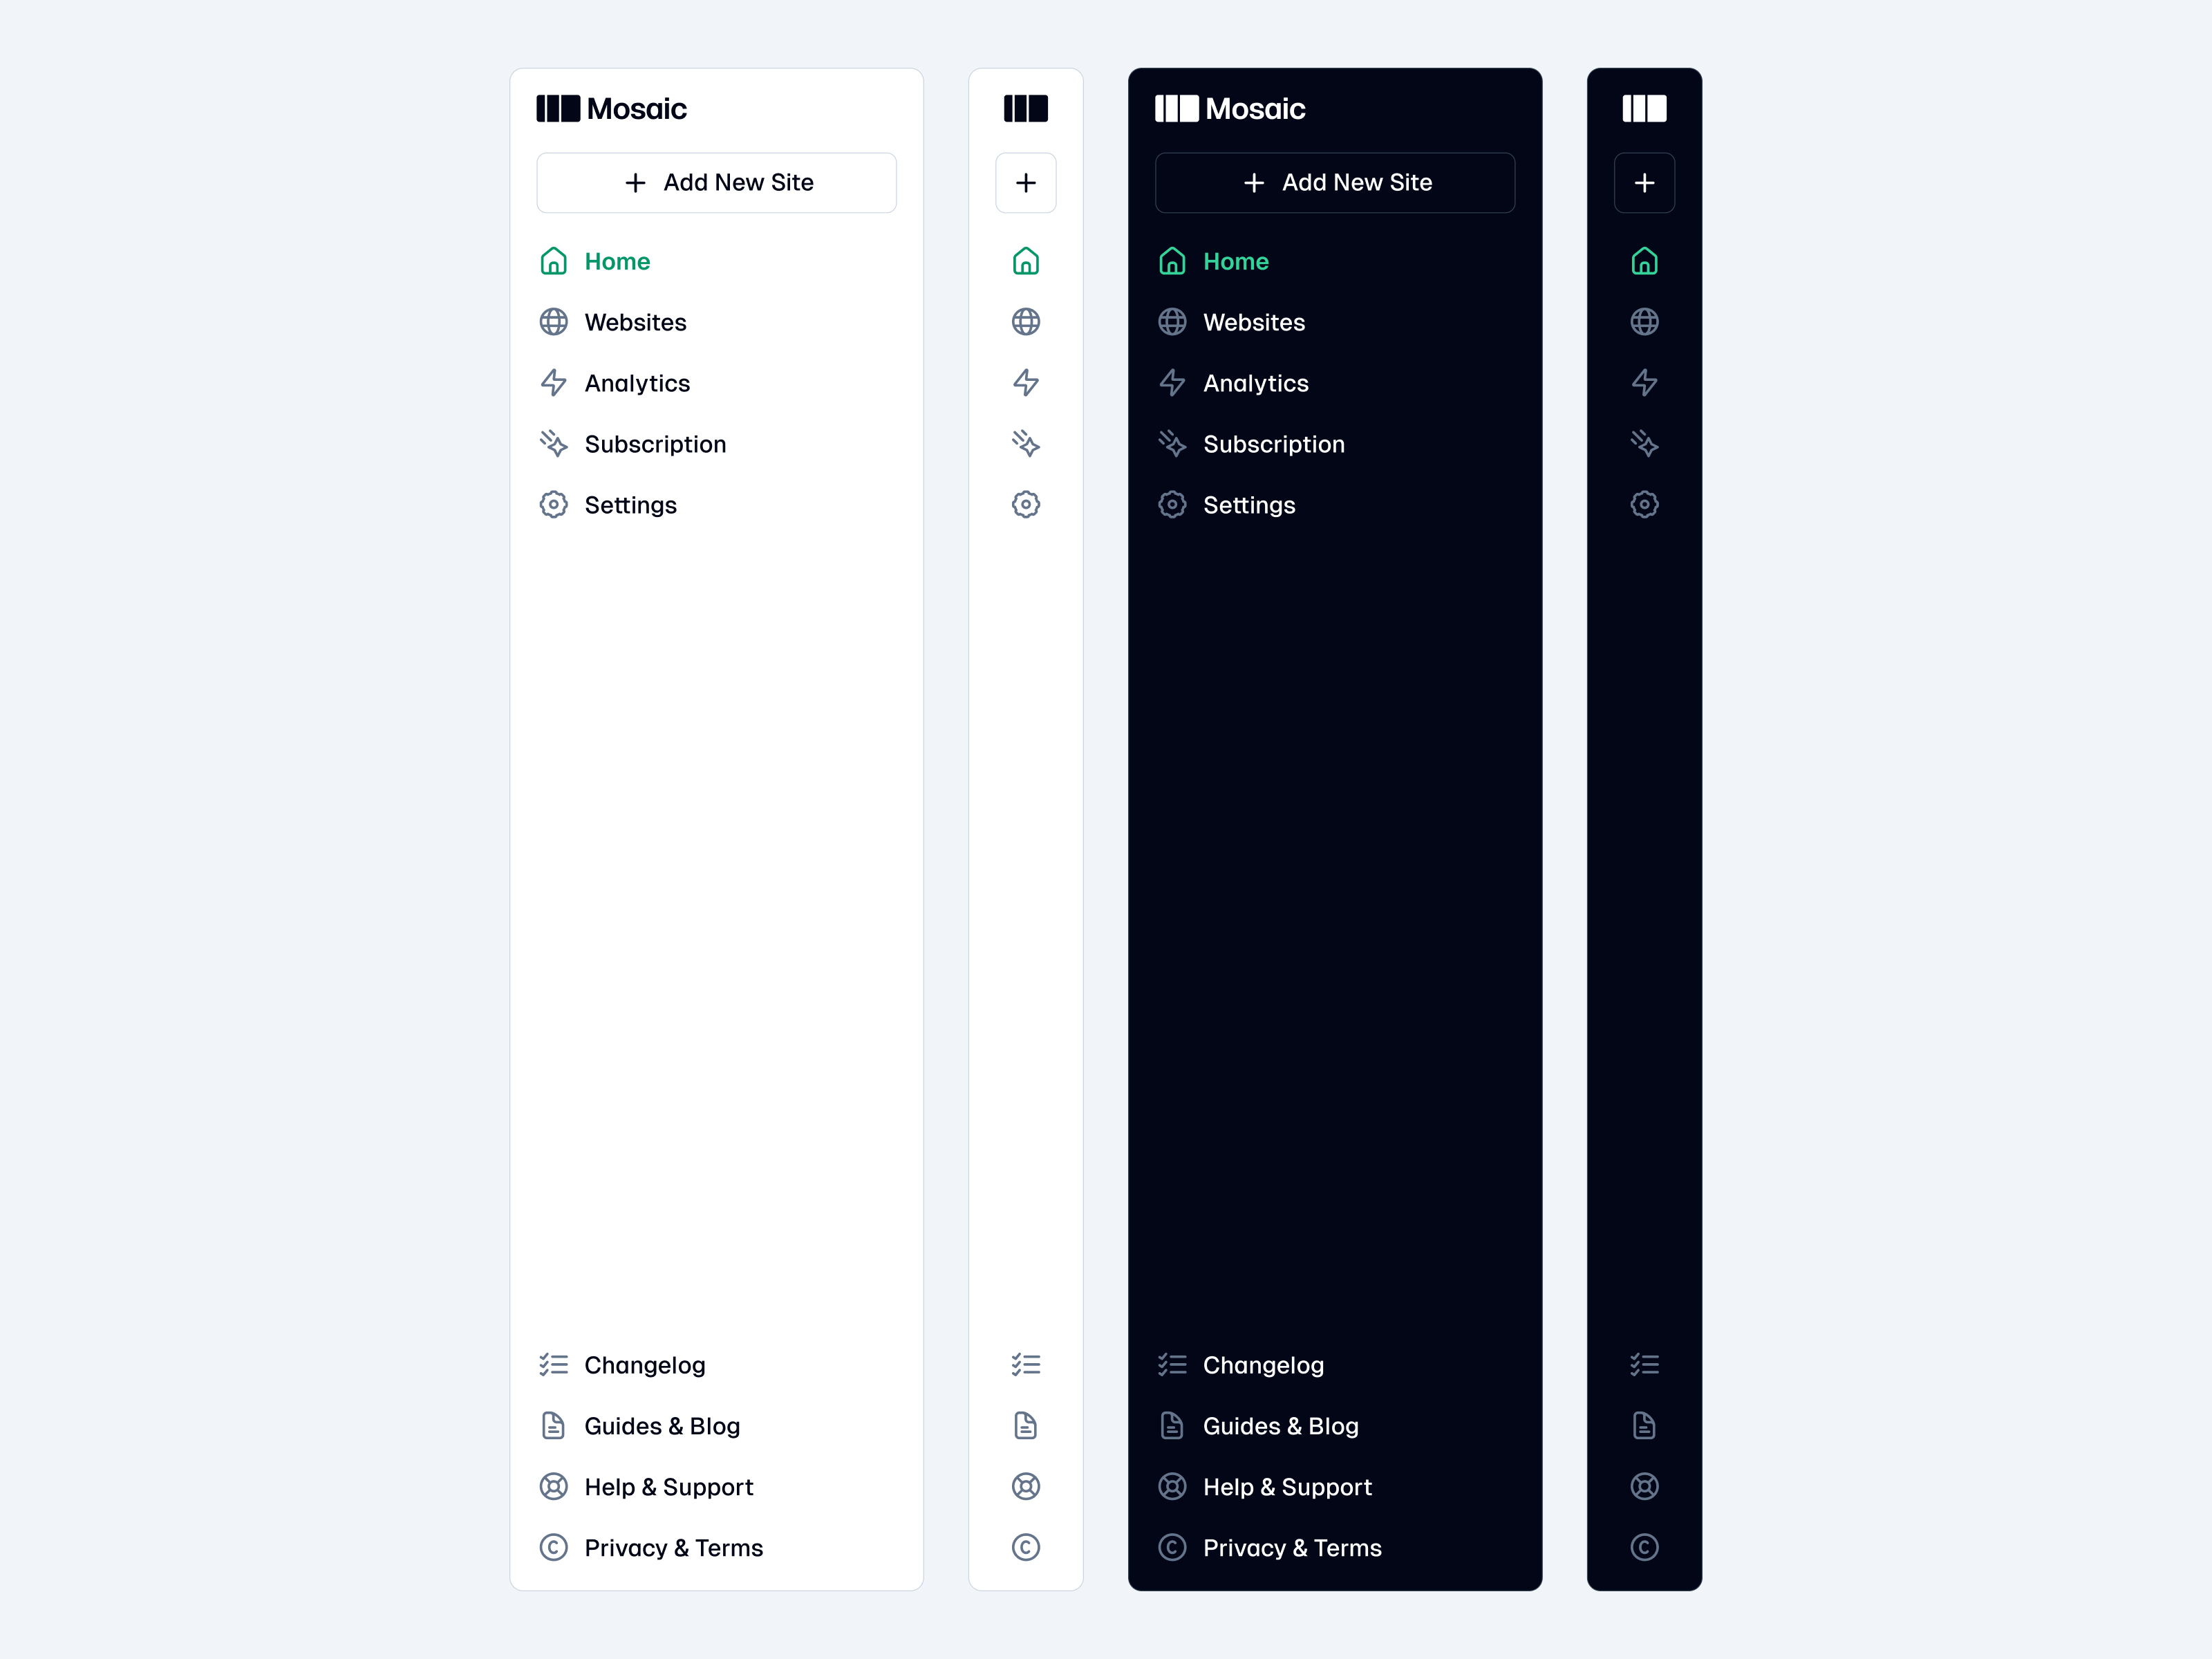 Mosaic
Add New Site
Home
Websites
Analytics
Subscription
Settings
Changelog
Guides & Blog
Help & Support
Privacy & Terms
Mosaic
Add New Site
Home
Websites
Analytics
Subscription
Settings
Changelog
Guides & Blog
Help & Support
Privacy & Terms